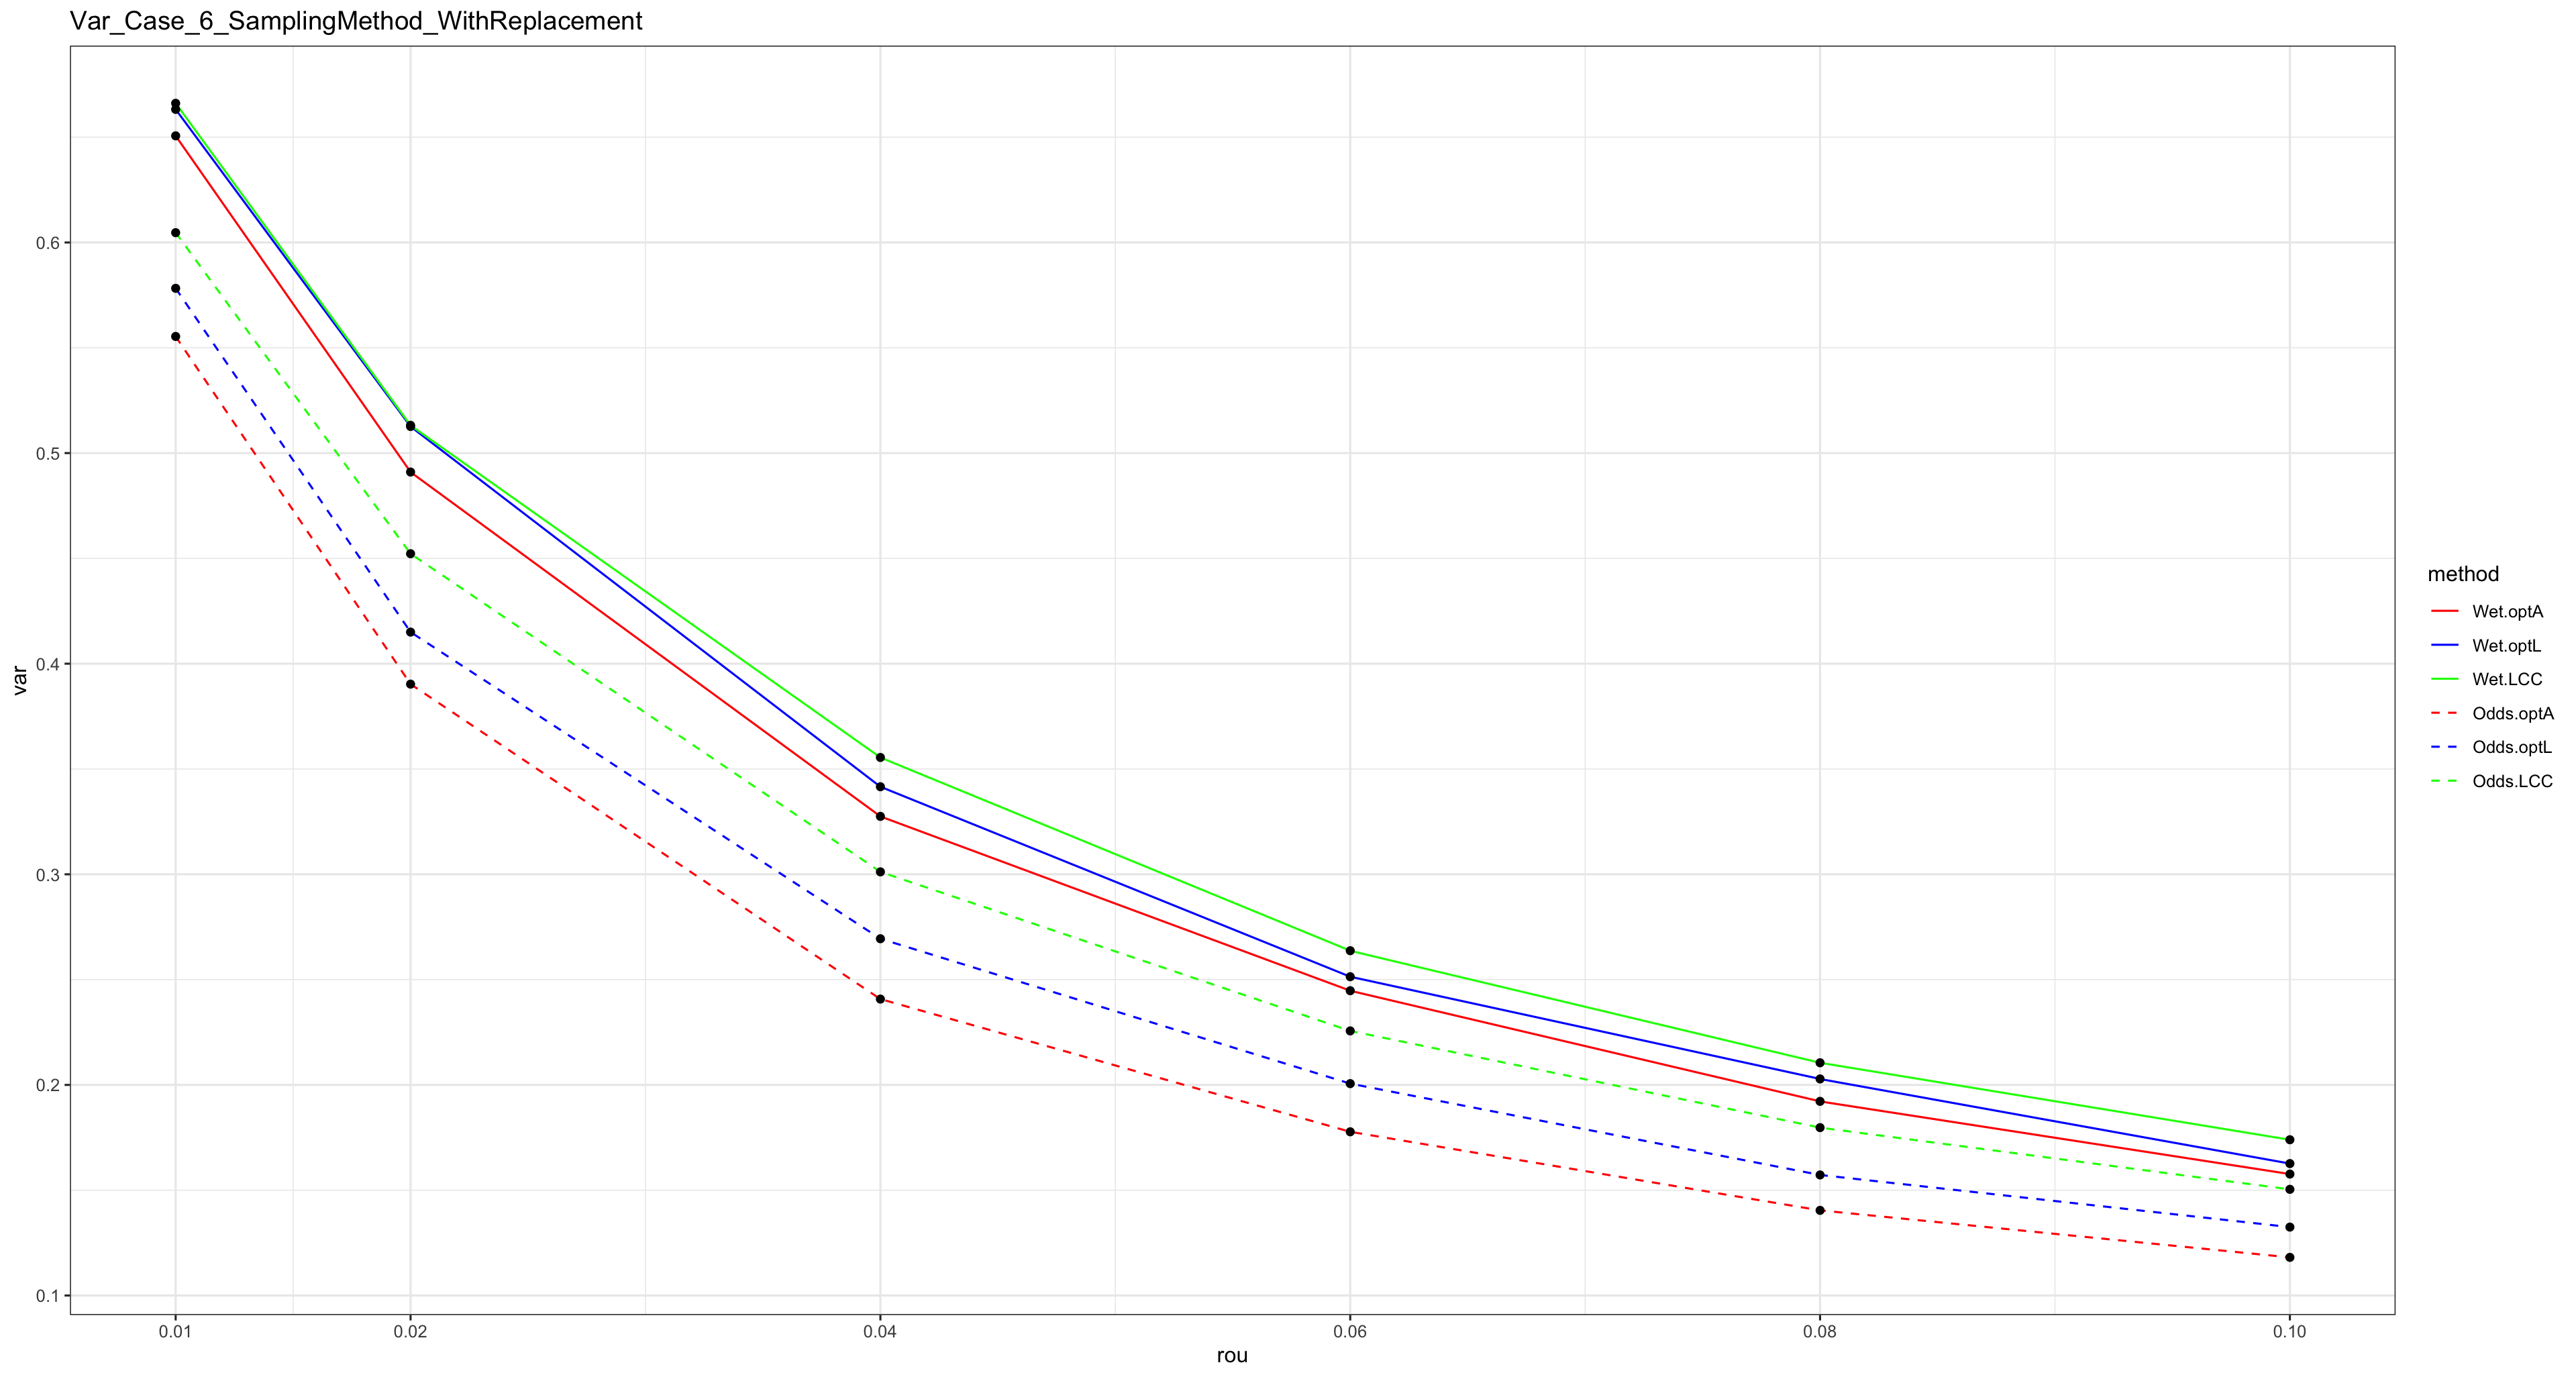 Var_Case_6_SamplingMethod_WithReplacement
0.6
0.5
0.4
0.3
0.2
0.1
var
0.01
0.02
0.04
0.06
0.08
0.10
rou
method
Wet.optA
Wet.optL
Wet.LCC
Odds.optA
Odds.optL
Odds.LCC